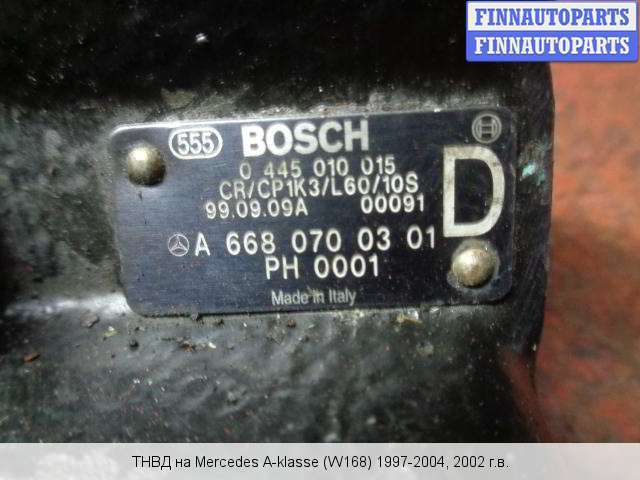 FINNAUTOPARTS
FINNAUTOPARTS
555 BOSCH
0 445 010 015
CR/CP1K3/L60/10S
99.09.09A 00091
D
A 668 070 03 01
PH 0001
Made in Italy
ТНВД на Mercedes A-klasse (W168) 1997-2004, 2002 г.в.